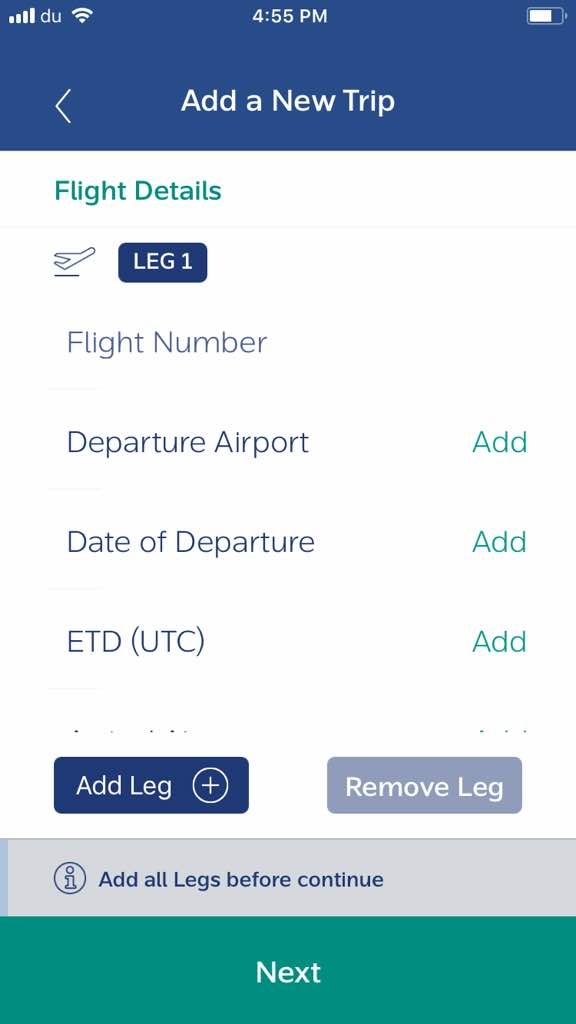 du
4:55 PM
Add a New Trip
Flight Details
LEG 1
Flight Number
Departure Airport Add
Date of Departure Add
ETD (UTC) Add
Add Leg
Remove Leg
Add all Legs before continue
Next